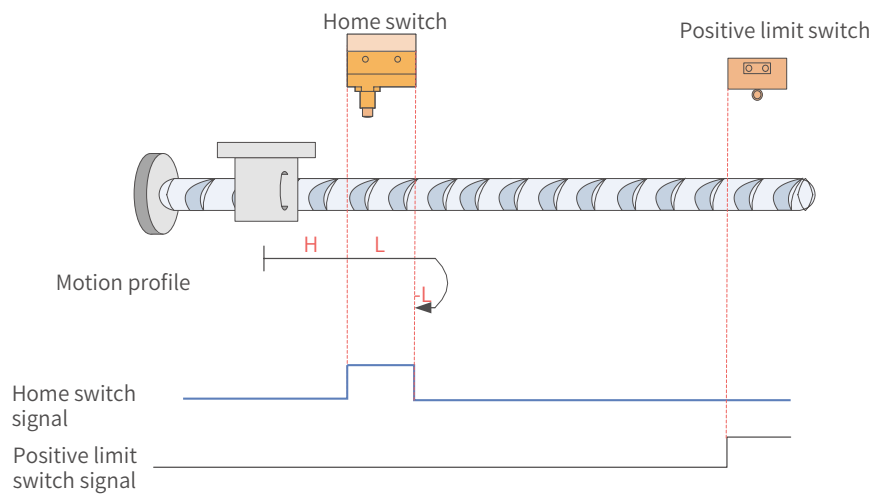 Home switch
Positive limit switch
H
L
Motion profile
-L
Home switch
signal
Positive limit
switch signal